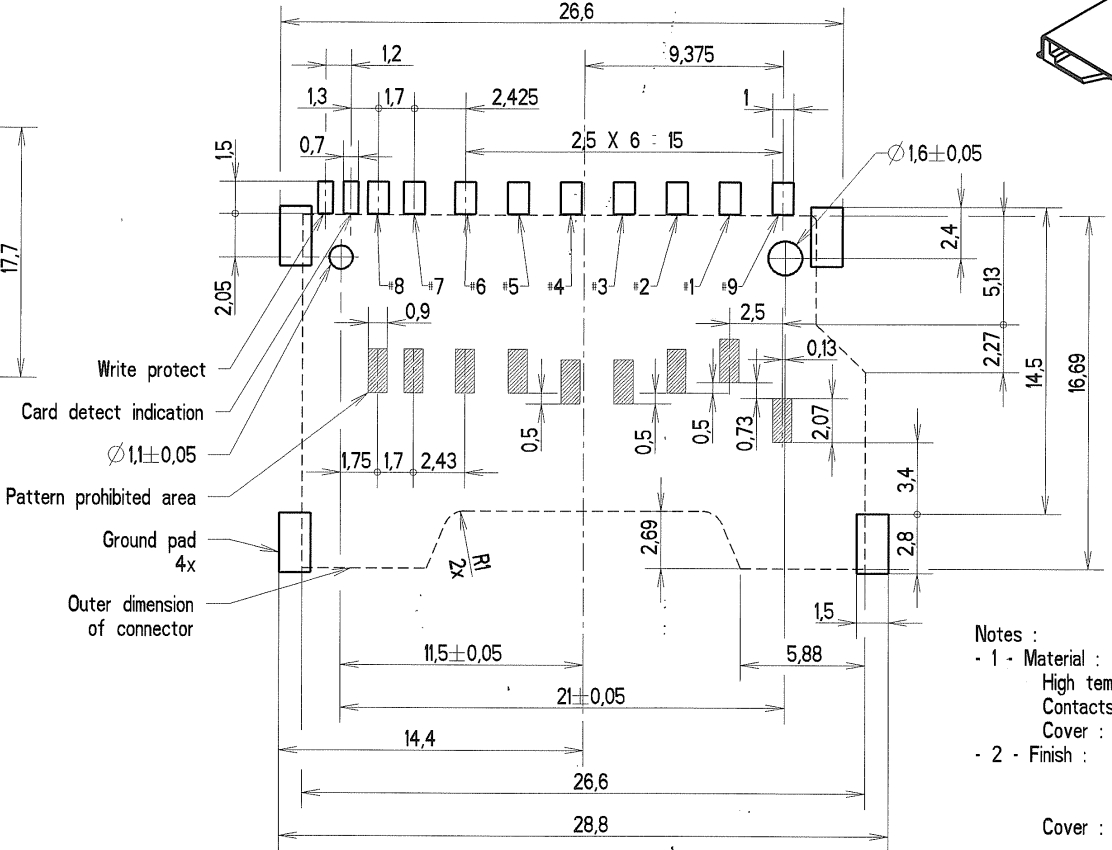 26,6
1,2
9,375
1,3
1,7
2,425
1
0,7
2,5 X 6 = 15
∅1,6±0,05
1,5
17,7
2,05
2,4
5,13
#8
#7
#6
#5
#4
#3
#2
#1
#9
0,9
2,5
0,13
2,27
14,5
16,69
Write protect
Card detect indication
∅1,1±0,05
Pattern prohibited area
0,5
0,5
0,5
0,73
2,07
1,75
1,7
2,43
3,4
Ground pad
4x
2,69
2,8
R1
2x
Outer dimension
of connector
1,5
11,5±0,05
5,88
21±0,05
14,4
26,6
28,8
Notes :
- 1 - Material :
High tem
Contacts
Cover :
- 2 - Finish :
Cover :